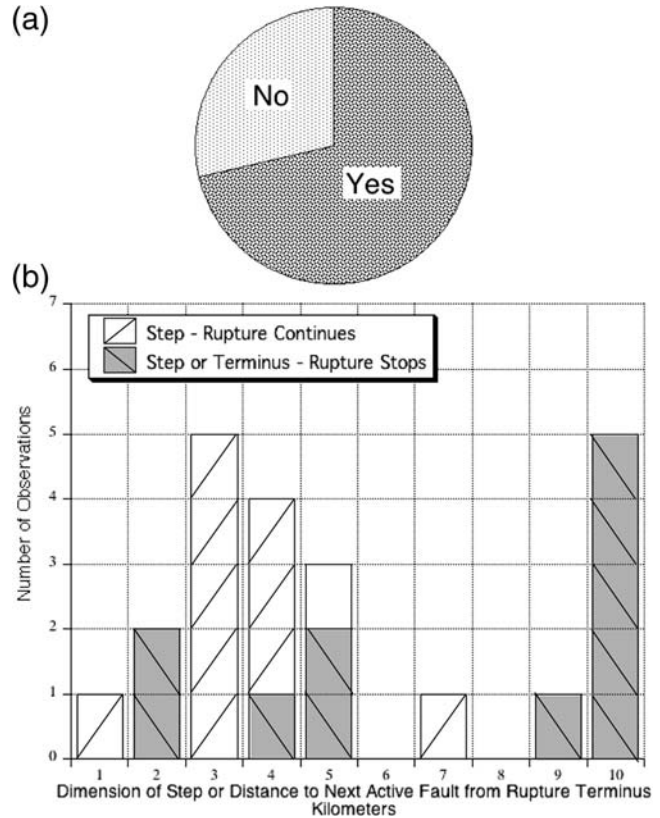 (a)
No
Yes
(b)
7
6
5
4
3
2
1
0
Number of Observations
Step - Rupture Continues
Step or Terminus - Rupture Stops
1 2 3 4 5 6 7 8 9 10
Dimension of Step or Distance to Next Active Fault from Rupture Terminus
Kilometers